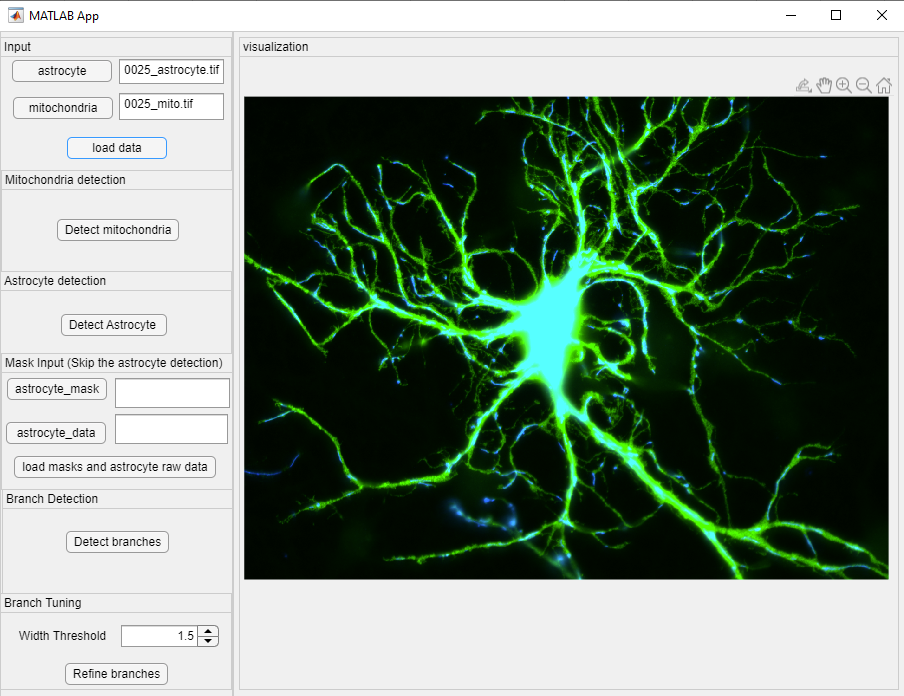 MATLAB App
Input
astrocyte 0025_astrocyte.tif
mitochondria 0025_mito.tif
load data
Mitochondria detection
Detect mitochondria
Astrocyte detection
Detect Astrocyte
Mask Input (Skip the astrocyte detection)
astrocyte_mask
astrocyte_data
load masks and astrocyte raw data
Branch Detection
Detect branches
Branch Tuning
Width Threshold 1.5
Refine branches
visualization